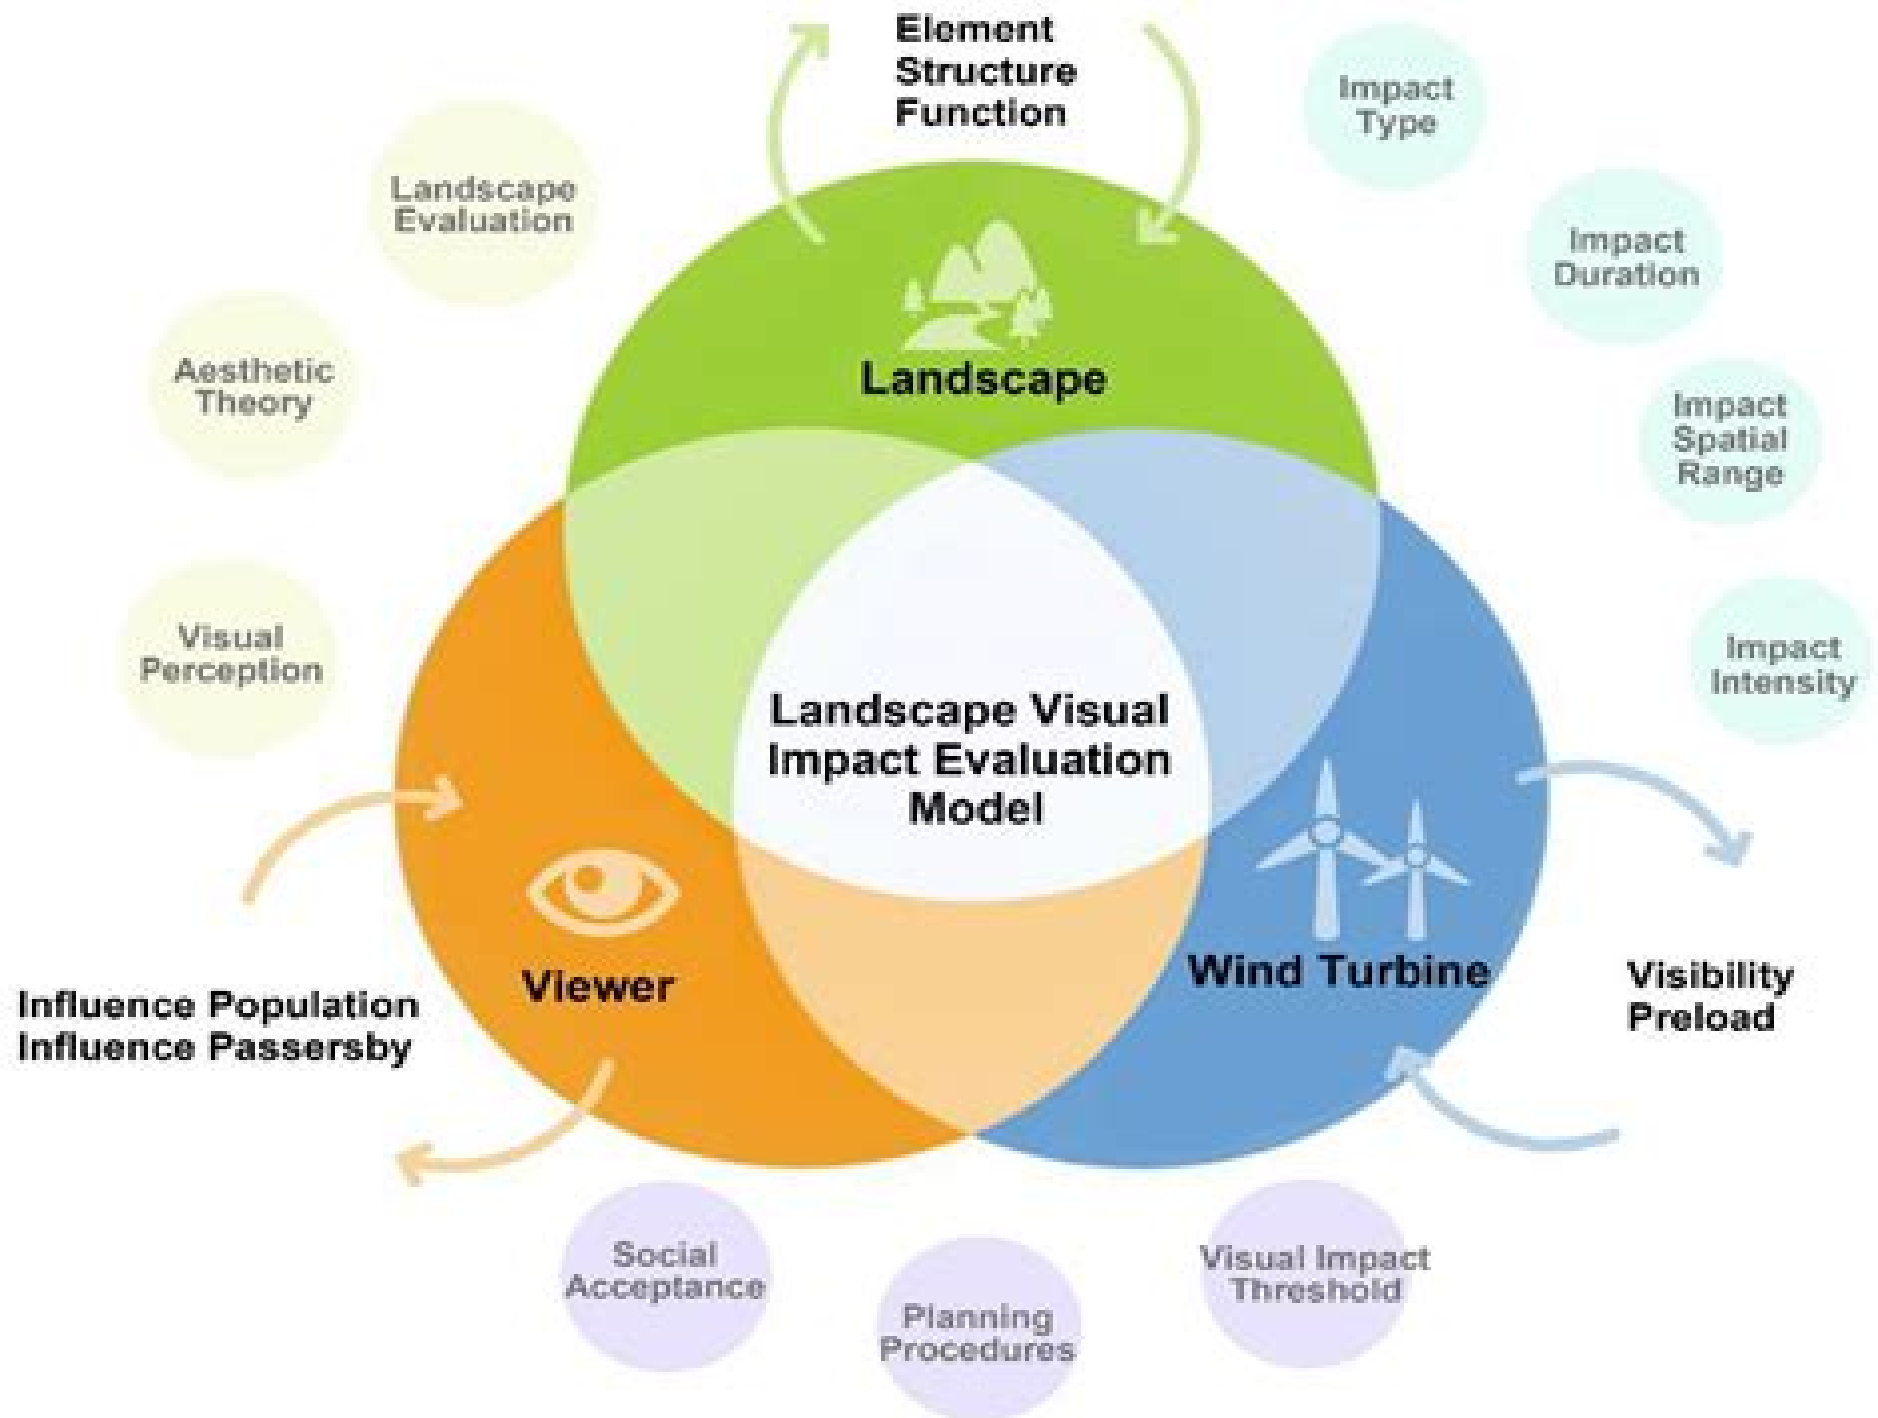 Element
Structure
Function
Impact
Type
Landscape
Evaluation
Impact
Duration
Aesthetic
Theory
Landscape
Impact
Spatial
Range
Visual
Perception
Impact
Intensity
Landscape Visual
Impact Evaluation
Model
Viewer
Wind Turbine
Influence Population
Influence Passersby
Visibility
Preload
Social
Acceptance
Planning
Procedures
Visual Impact
Threshold